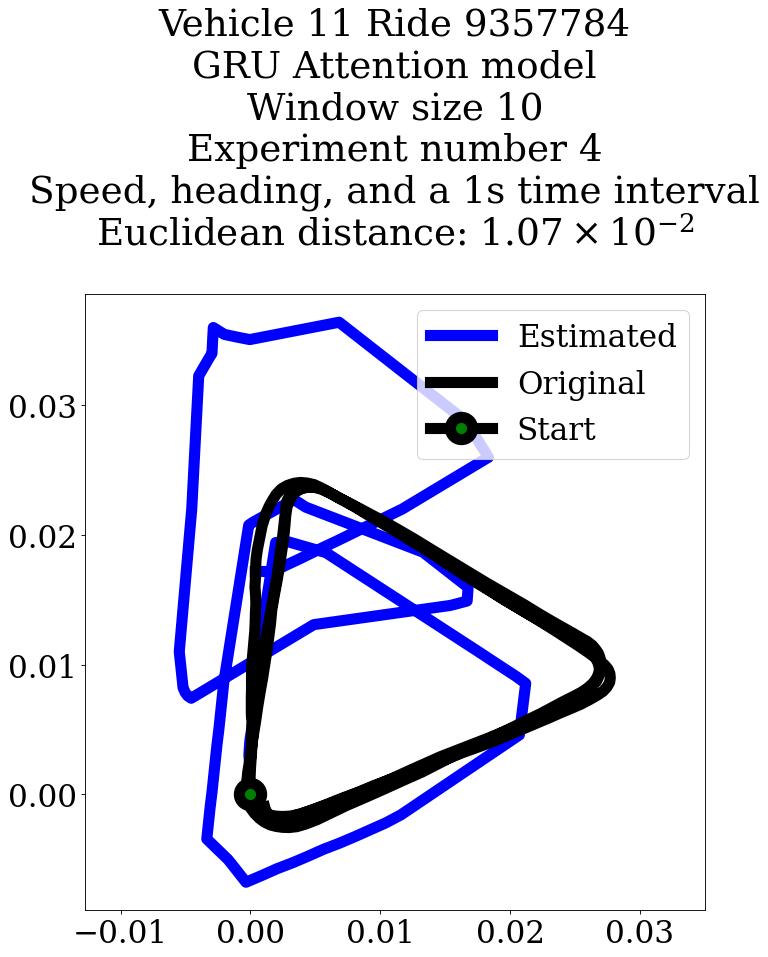 Vehicle 11 Ride 9357784
GRU Attention model
Window size 10
Experiment number 4
Speed, heading, and a 1s time interval
Euclidean distance: 1.07 × 10⁻²
Estimated
Original
Start
0.03
0.02
0.01
0.00
−0.01 0.00 0.01 0.02 0.03